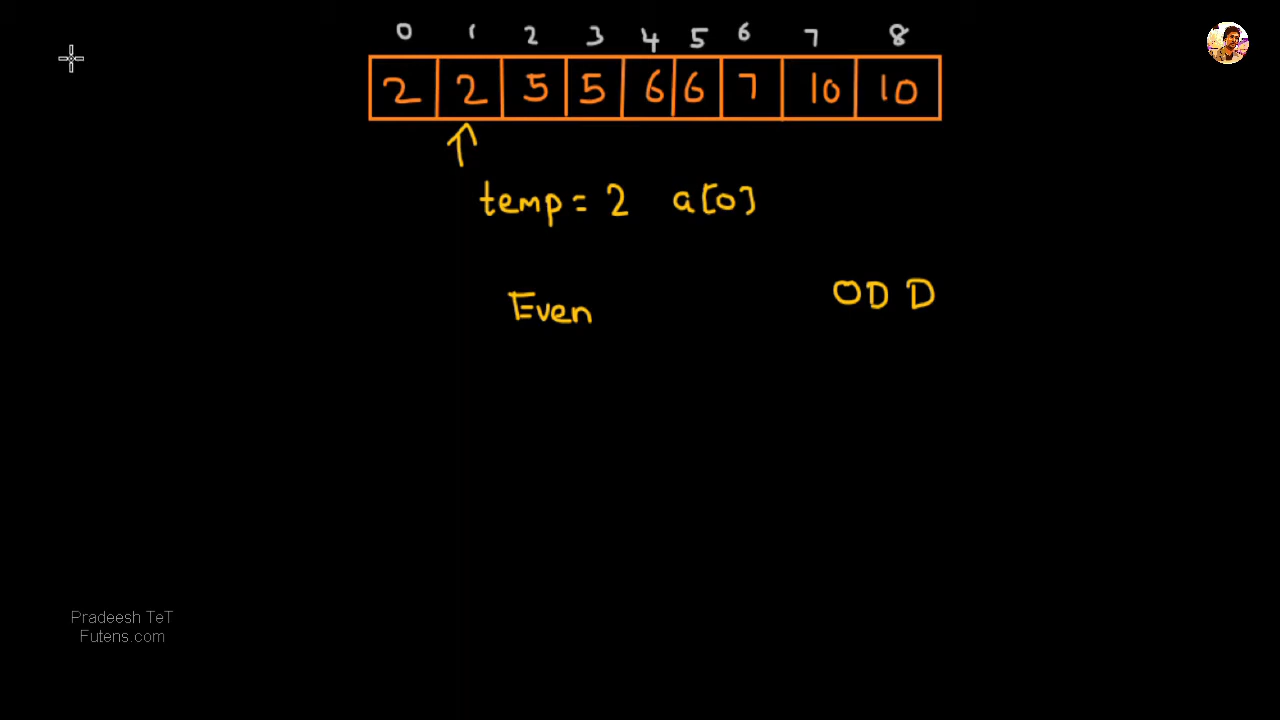 0 1 2 3 4 5 6 7 8
2 2 5 5 6 6 7 10 10
temp = 2 a[0]
Even ODD
Pradeesh TeT
Futens.com